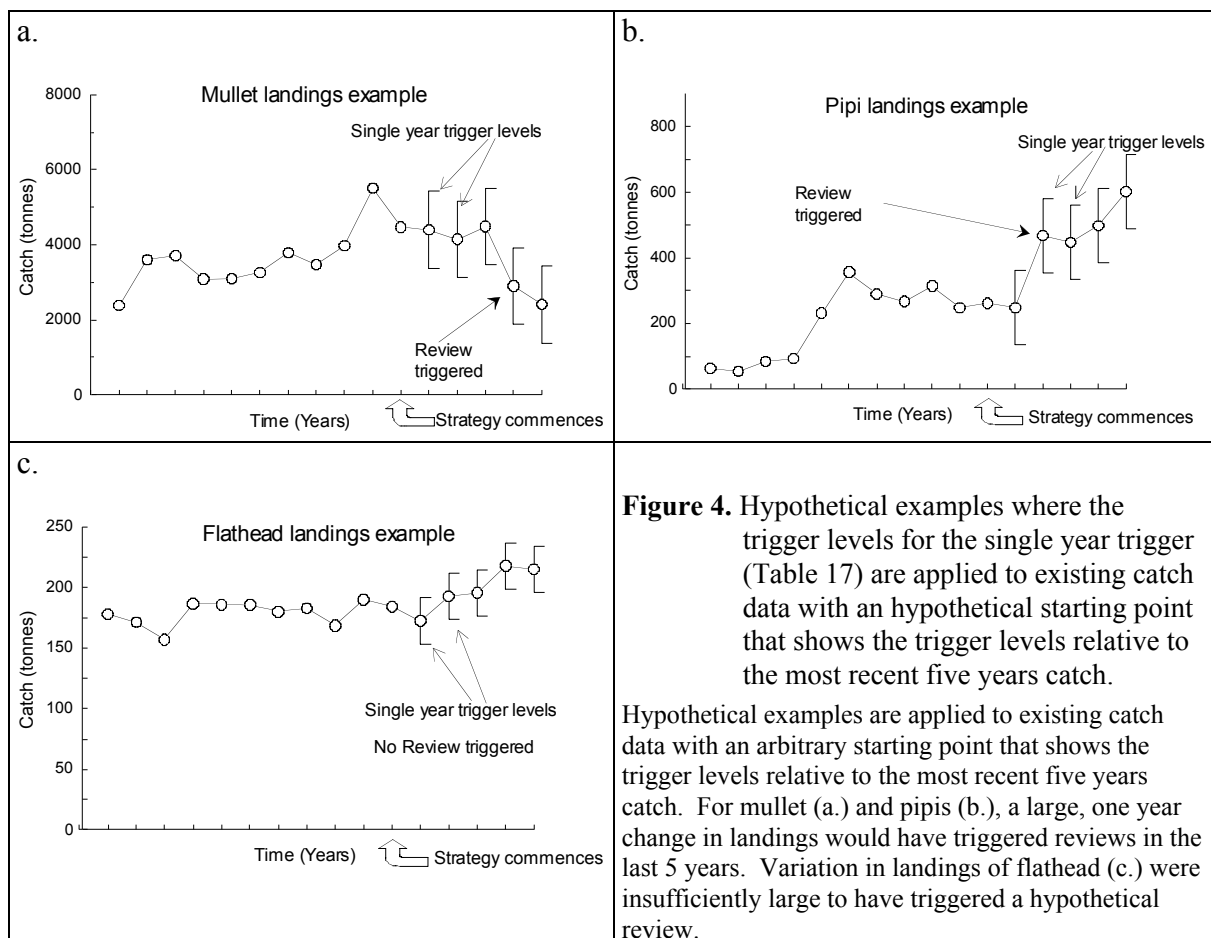 a.
Mullet landings example
8000
6000
4000
2000
0
Catch (tonnes)
Single year trigger levels
Review
triggered
Time (Years)
Strategy commences
b.
Pipi landings example
800
600
400
200
0
Catch (tonnes)
Single year trigger levels
Review
triggered
Time (Years)
Strategy commences
c.
Flathead landings example
250
200
150
100
50
0
Catch (tonnes)
Single year trigger levels
No Review triggered
Time (Years)
Strategy commences
Figure 4. Hypothetical examples where the
trigger levels for the single year trigger
(Table 17) are applied to existing catch
data with an hypothetical starting point
that shows the trigger levels relative to
the most recent five years catch.
Hypothetical examples are applied to existing catch
data with an arbitrary starting point that shows the
trigger levels relative to the most recent five years
catch. For mullet (a.) and pipis (b.), a large, one year
change in landings would have triggered reviews in the
last 5 years. Variation in landings of flathead (c.) were
insufficiently large to have triggered a hypothetical
review.